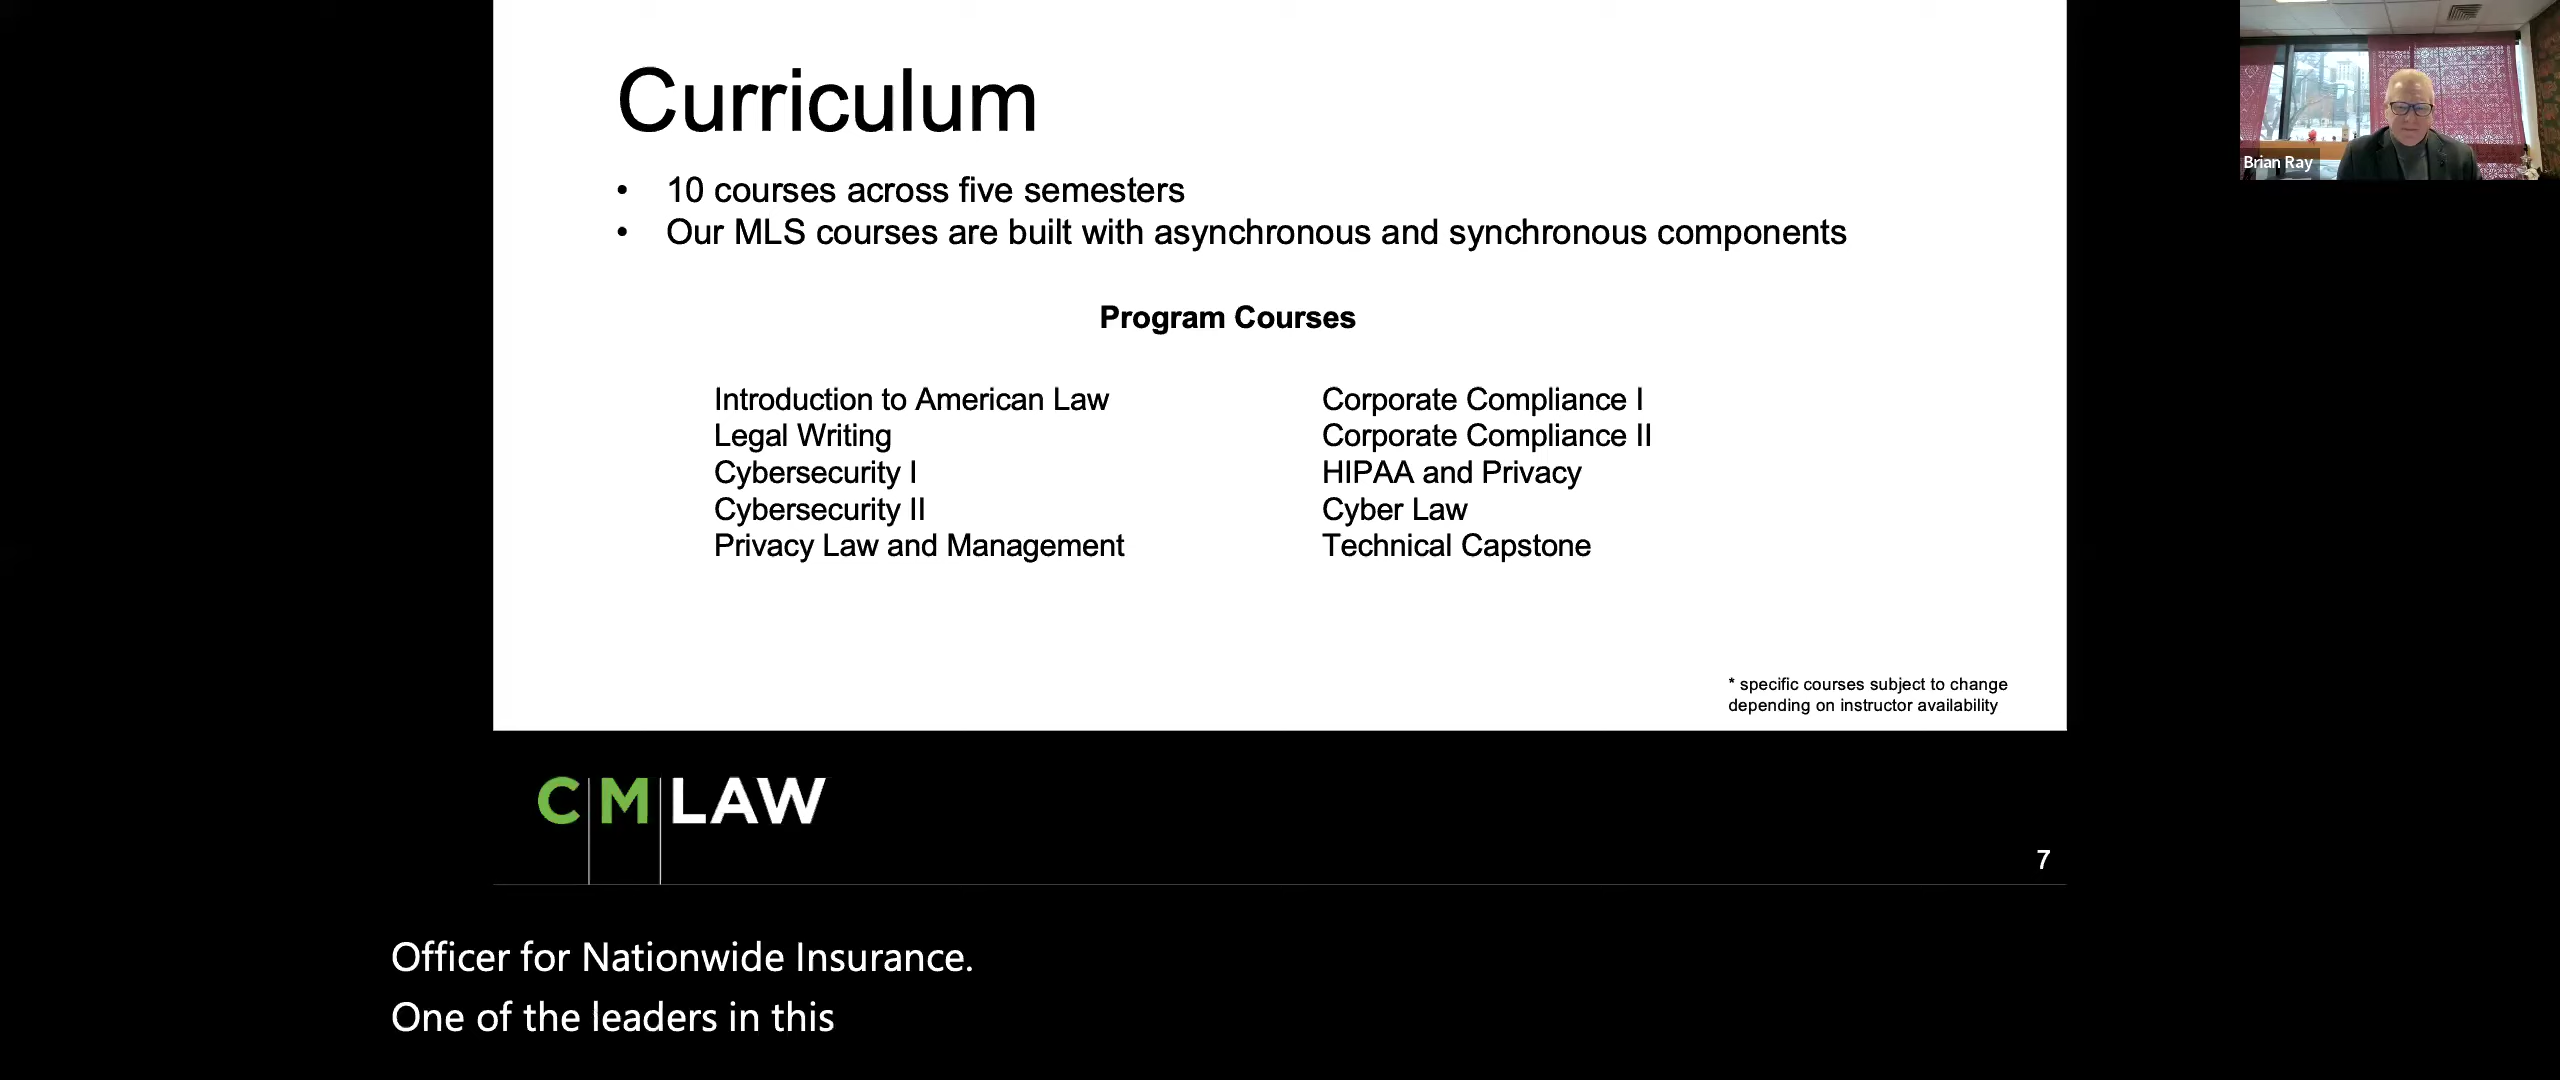 Curriculum
• 10 courses across five semesters
• Our MLS courses are built with asynchronous and synchronous components
Program Courses
Introduction to American Law
Legal Writing
Cybersecurity I
Cybersecurity II
Privacy Law and Management
Corporate Compliance I
Corporate Compliance II
HIPAA and Privacy
Cyber Law
Technical Capstone
* specific courses subject to change
depending on instructor availability
C|M|LAW
7
Officer for Nationwide Insurance.
One of the leaders in this
Brian Ray